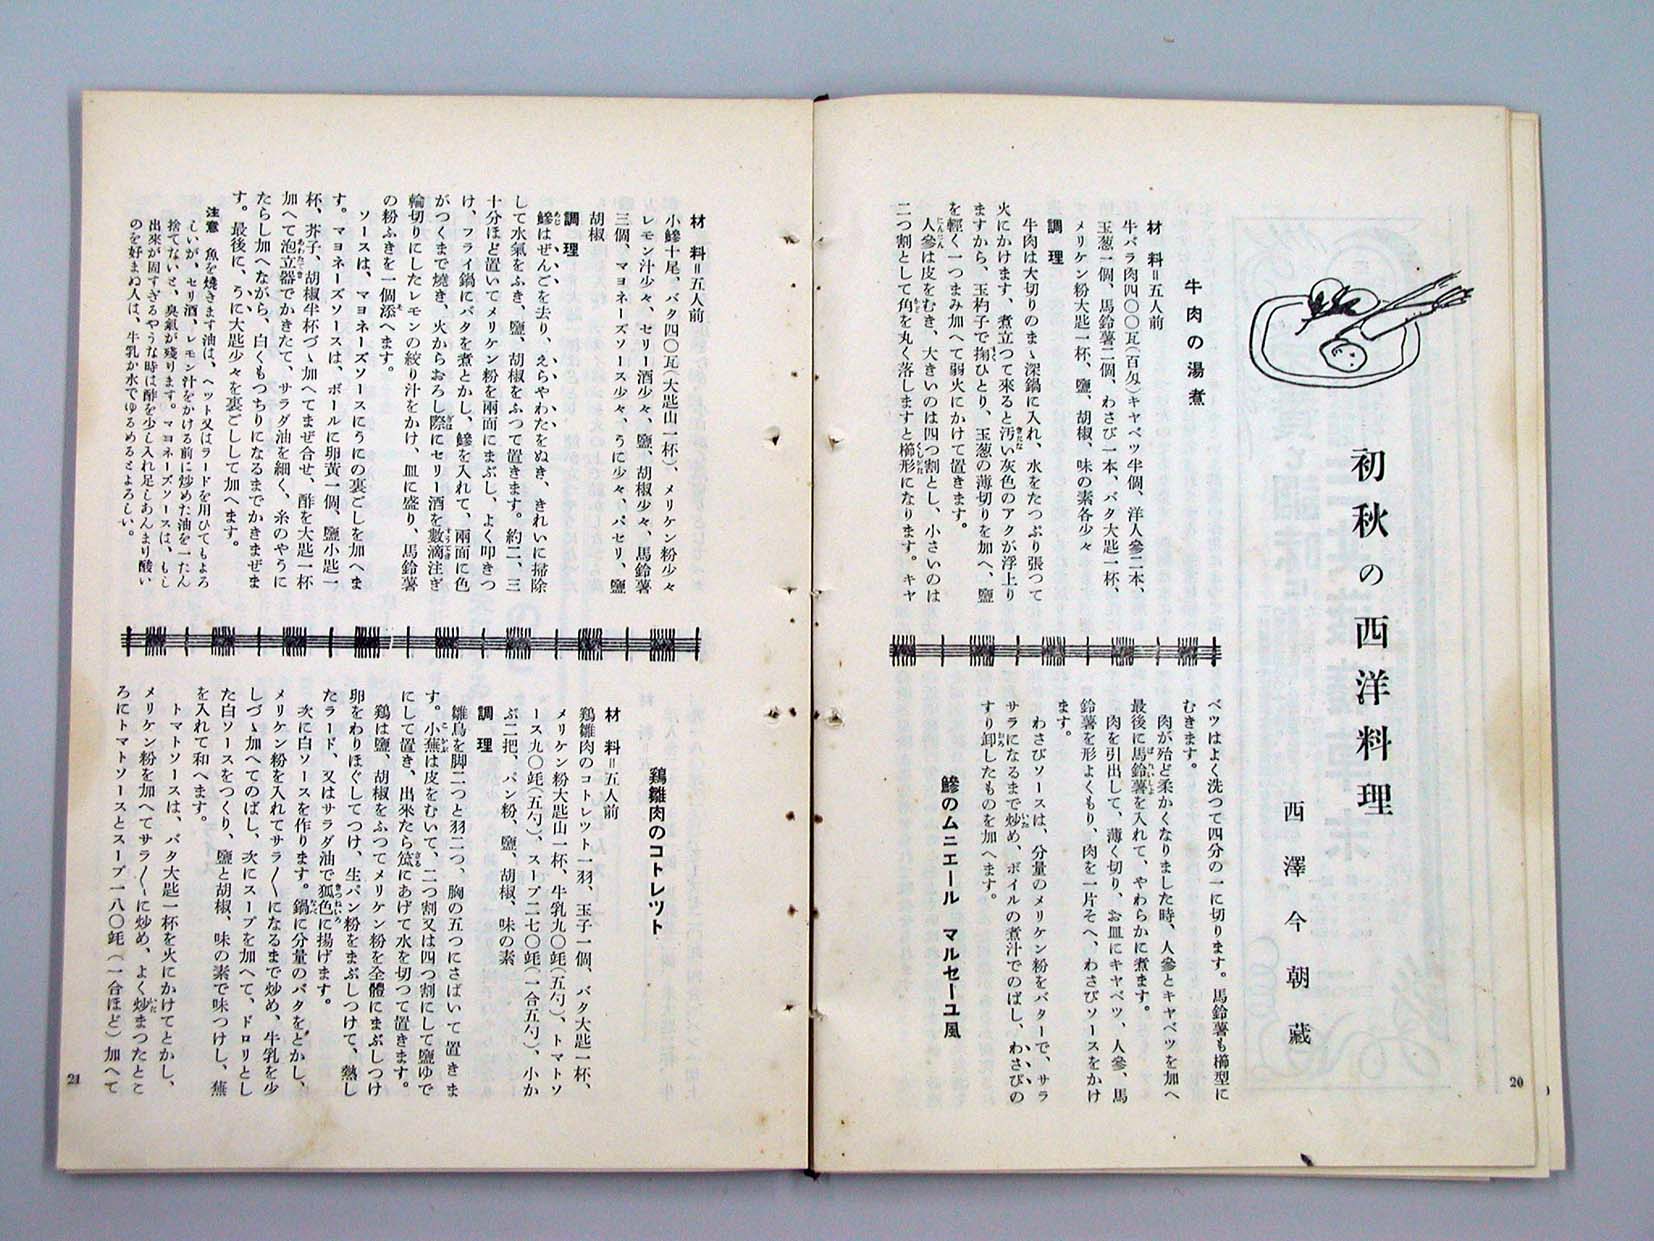 初秋の西洋料理
西澤今朝藏
牛肉の湯煮
材料＝五人前
牛バラ肉四〇〇瓦（百匁）キヤベツ半個、洋人參二本、
玉葱一個、馬鈴薯二個、わさび一本、バタ大匙一杯、
メリケン粉大匙一杯、鹽、胡椒、味の素各少々
調理
牛肉は大切りのまゝ深鍋に入れ、水をたつぷり張つて
火にかけます、煮立つて來ると汚い灰色のアクが浮上り
ますから、玉杓子で掬ひとり、玉葱の薄切りを加へ、鹽
を輕く一つまみ加へて弱火にかけて置きます。
人參は皮をむき、大きいのは四つ割とし、小さいのは
二つ割として角を丸く落しますと櫛形になります。キヤ
ベツはよく洗つて四分の一に切ります。馬鈴薯も櫛型に
むきます。
肉が殆ど柔かくなりました時、人參とキヤベツを加へ
最後に馬鈴薯を入れて、やわらかに煮ます。
肉を引出して、薄く切り、お皿にキヤベツ、人參、馬
鈴薯を形よくもり、肉を一片そへ、わさびソースをかけ
ます。
わさびソースは、分量のメリケン粉をバターで、サラ
サラになるまで炒め、ボイルの煮汁でのばし、わさびの
すり卸したものを加へます。
鰺のムニエール マルセーユ風
20
材料＝五人前
小鰺十尾、バタ四〇瓦（大匙山一杯）、メリケン粉少々
レモン汁少々、セリー酒少々、鹽、胡椒少々、馬鈴薯
三個、マヨネーズソース少々、うに少々、パセリ、鹽
胡椒
調理
鰺はぜんごを去り、えらやわたをぬき、きれいに掃除
して水氣をふき、鹽、胡椒をふつて置きます。約二、三
十分ほど置いてメリケン粉を兩面にまぶし、よく叩きつ
け、フライ鍋にバタを煮とかし、鰺を入れて、兩面に色
がつくまで燒き、火からおろし際にセリー酒を數滴注ぎ
輪切りにしたレモンの絞り汁をかけ、皿に盛り、馬鈴薯
の粉ふきを一個添へます。
ソースは、マヨネーズソースにうにの裏ごしを加へま
す。マヨネーズソースは、ボールに卵黃一個、鹽小匙一
杯、芥子、胡椒半杯づゝ加へてまぜ合せ、酢を大匙一杯
加へて泡立器でかきたて、サラダ油を細く、糸のやうに
たらし加へながら、白くもつちりになるまでかきまぜま
す。最後に、うに大匙少々を裏ごしして加へます。
注意 魚を燒きます油は、ヘット又はラードを用ひてもよろ
しいが、セリ酒、レモン汁をかける前に炒めた油を一たん
捨てないと、臭氣が殘ります。マヨネーズソースは、もし
出來が固すぎるやうな時は酢を少し入れ足しあんまり酸い
のを好まぬ人は、牛乳か水でゆるめるとよろしい。
鷄雛肉のコトレツト
材料＝五人前
鷄雛肉のコトレツト一羽、玉子一個、バタ大匙一杯、
メリケン粉大匙山一杯、牛乳九〇竓（五勺）、トマトソ
ース九〇竓（五勺）、スープ二七〇竓（一合五勺）、小か
ぶ二把、パン粉、鹽、胡椒、味の素
調理
雛鳥を脚二つと羽二つ、胸の五つにさばいて置きま
す。小蕪は皮をむいて、二つ割又は四つ割にして鹽ゆで
にして置き、出來たら笊にあげて水を切つて置きます。
鷄は鹽、胡椒をふつてメリケン粉を全體にまぶしつけ
卵をわりほぐしてつけ、生パン粉をまぶしつけて、熱し
たラード、又はサラダ油で狐色に揚げます。
次に白ソースを作ります。鍋に分量のバタをとかし、
メリケン粉を入れてサラ〱になるまで炒め、牛乳を少
しづゝ加へてのばし、次にスープを加へて、ドロリとし
た白ソースをつくり、鹽と胡椒、味の素で味つけし、蕪
を入れて和へます。
トマトソースは、バタ大匙一杯を火にかけてとかし、
メリケン粉を加へてサラ〱に炒め、よく炒まつたとこ
ろにトマトソースとスープ一八〇竓（一合ほど）加へて
21